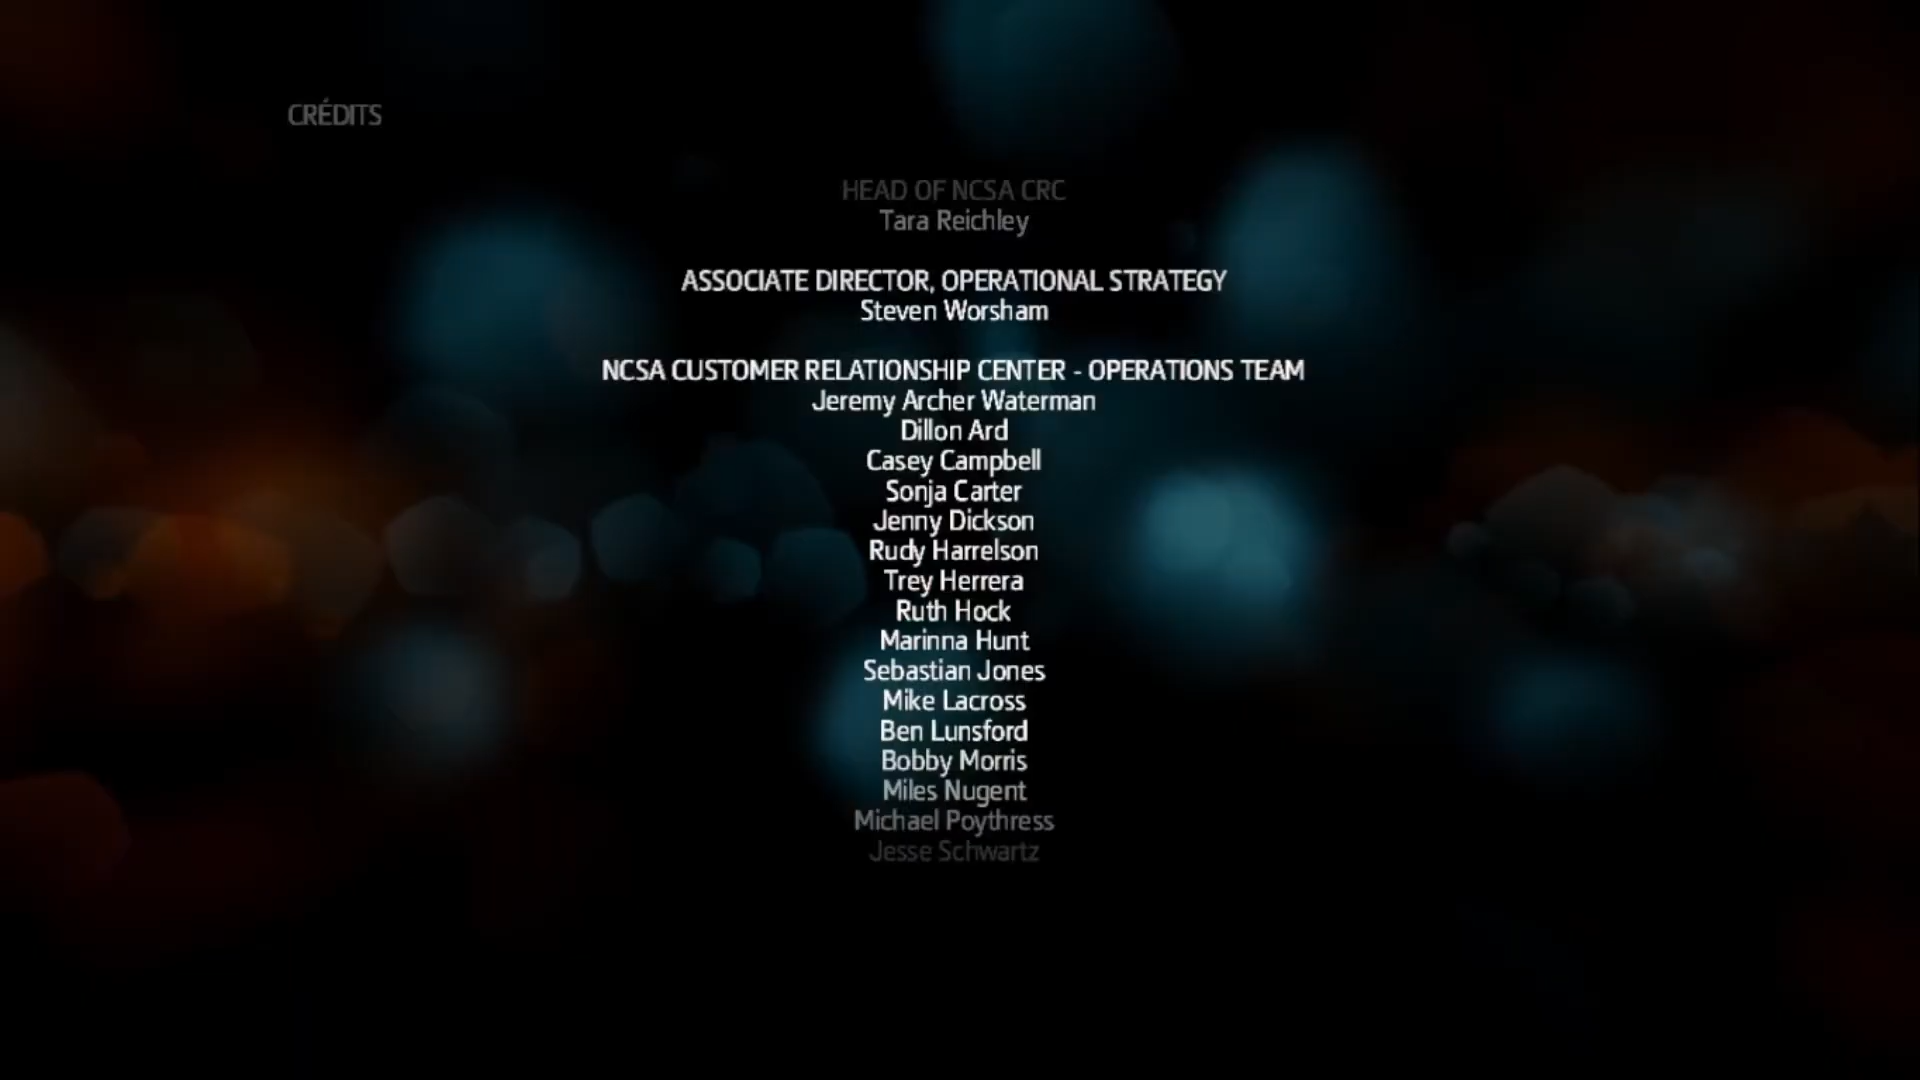 CRÉDITS
HEAD OF NCSA CRC
Tara Reichley
ASSOCIATE DIRECTOR, OPERATIONAL STRATEGY
Steven Worsham
NCSA CUSTOMER RELATIONSHIP CENTER - OPERATIONS TEAM
Jeremy Archer Waterman
Dillon Ard
Casey Campbell
Sonja Carter
Jenny Dickson
Rudy Harrelson
Trey Herrera
Ruth Hock
Marinna Hunt
Sebastian Jones
Mike Lacross
Ben Lunsford
Bobby Morris
Miles Nugent
Michael Poythress
Jesse Schwartz